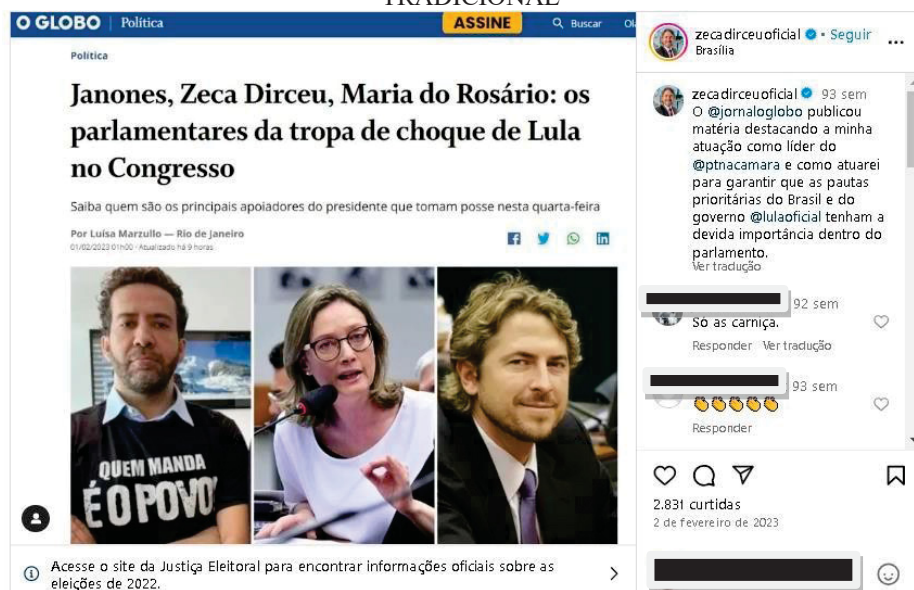 TRADICIONAL
O GLOBO | Política
ASSINE
Buscar
Política
Janones, Zeca Dirceu, Maria do Rosário: os
parlamentares da tropa de choque de Lula
no Congresso
Saiba quem são os principais apoiadores do presidente que tomam posse nesta quarta-feira
Por Luísa Marzullo — Rio de Janeiro
01/02/2023 01h00 · Atualizado há 9 horas
QUEM MANDA
É O POVO!
Acesse o site da Justiça Eleitoral para encontrar informações oficiais sobre as
eleições de 2022.
zecadirceuoficial • Seguir
Brasília
zecadirceuoficial 93 sem
O @jornaloglobo publicou
matéria destacando a minha
atuação como líder do
@ptnacamara e como atuarei
para garantir que as pautas
prioritárias do Brasil e do
governo @lulaoficial tenham a
devida importância dentro do
parlamento.
Ver tradução
92 sem
Só as carniça.
Responder Ver tradução
93 sem
👏👏👏👏👏
Responder
2.831 curtidas
2 de fevereiro de 2023